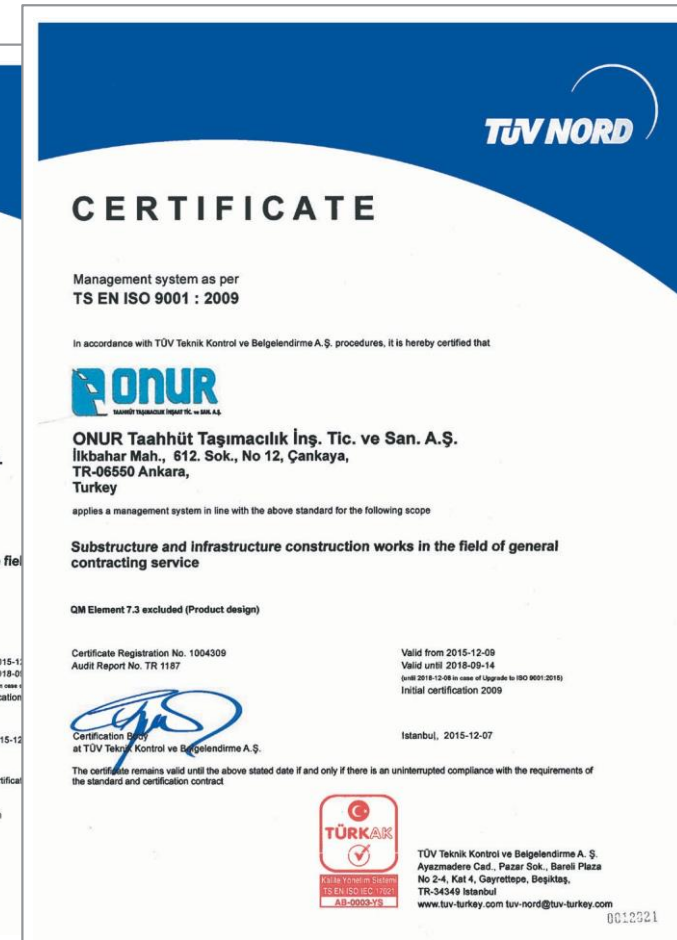 TÜV NORD
CERTIFICATE
Management system as per
TS EN ISO 9001 : 2009
In accordance with TÜV Teknik Kontrol ve Belgelendirme A.Ş. procedures, it is hereby certified that
ONUR
TAAHHÜT TAŞIMACILIK İNŞAAT TİC. ve SAN. A.Ş.
ONUR Taahhüt Taşımacılık İnş. Tic. ve San. A.Ş.
İlkbahar Mah., 612. Sok., No 12, Çankaya,
TR-06550 Ankara,
Turkey
applies a management system in line with the above standard for the following scope
Substructure and infrastructure construction works in the field of general
contracting service
QM Element 7.3 excluded (Product design)
Certificate Registration No. 1004309
Audit Report No. TR 1187
Valid from 2015-12-09
Valid until 2018-09-14
(until 2018-12-08 in case of Upgrade to ISO 9001:2015)
Initial certification 2009
Certification Body
at TÜV Teknik Kontrol ve Belgelendirme A.Ş.
Istanbul, 2015-12-07
The certificate remains valid until the above stated date if and only if there is an uninterrupted compliance with the requirements of
the standard and certification contract
TÜRKAK
Kalite Yönetim Sistemi
TS EN ISO IEC 17021
AB-0003-YS
TÜV Teknik Kontrol ve Belgelendirme A. Ş.
Ayazmadere Cad., Pazar Sok., Bareli Plaza
No 2-4, Kat 4, Gayrettepe, Beşiktaş,
TR-34349 Istanbul
www.tuv-turkey.com tuv-nord@tuv-turkey.com